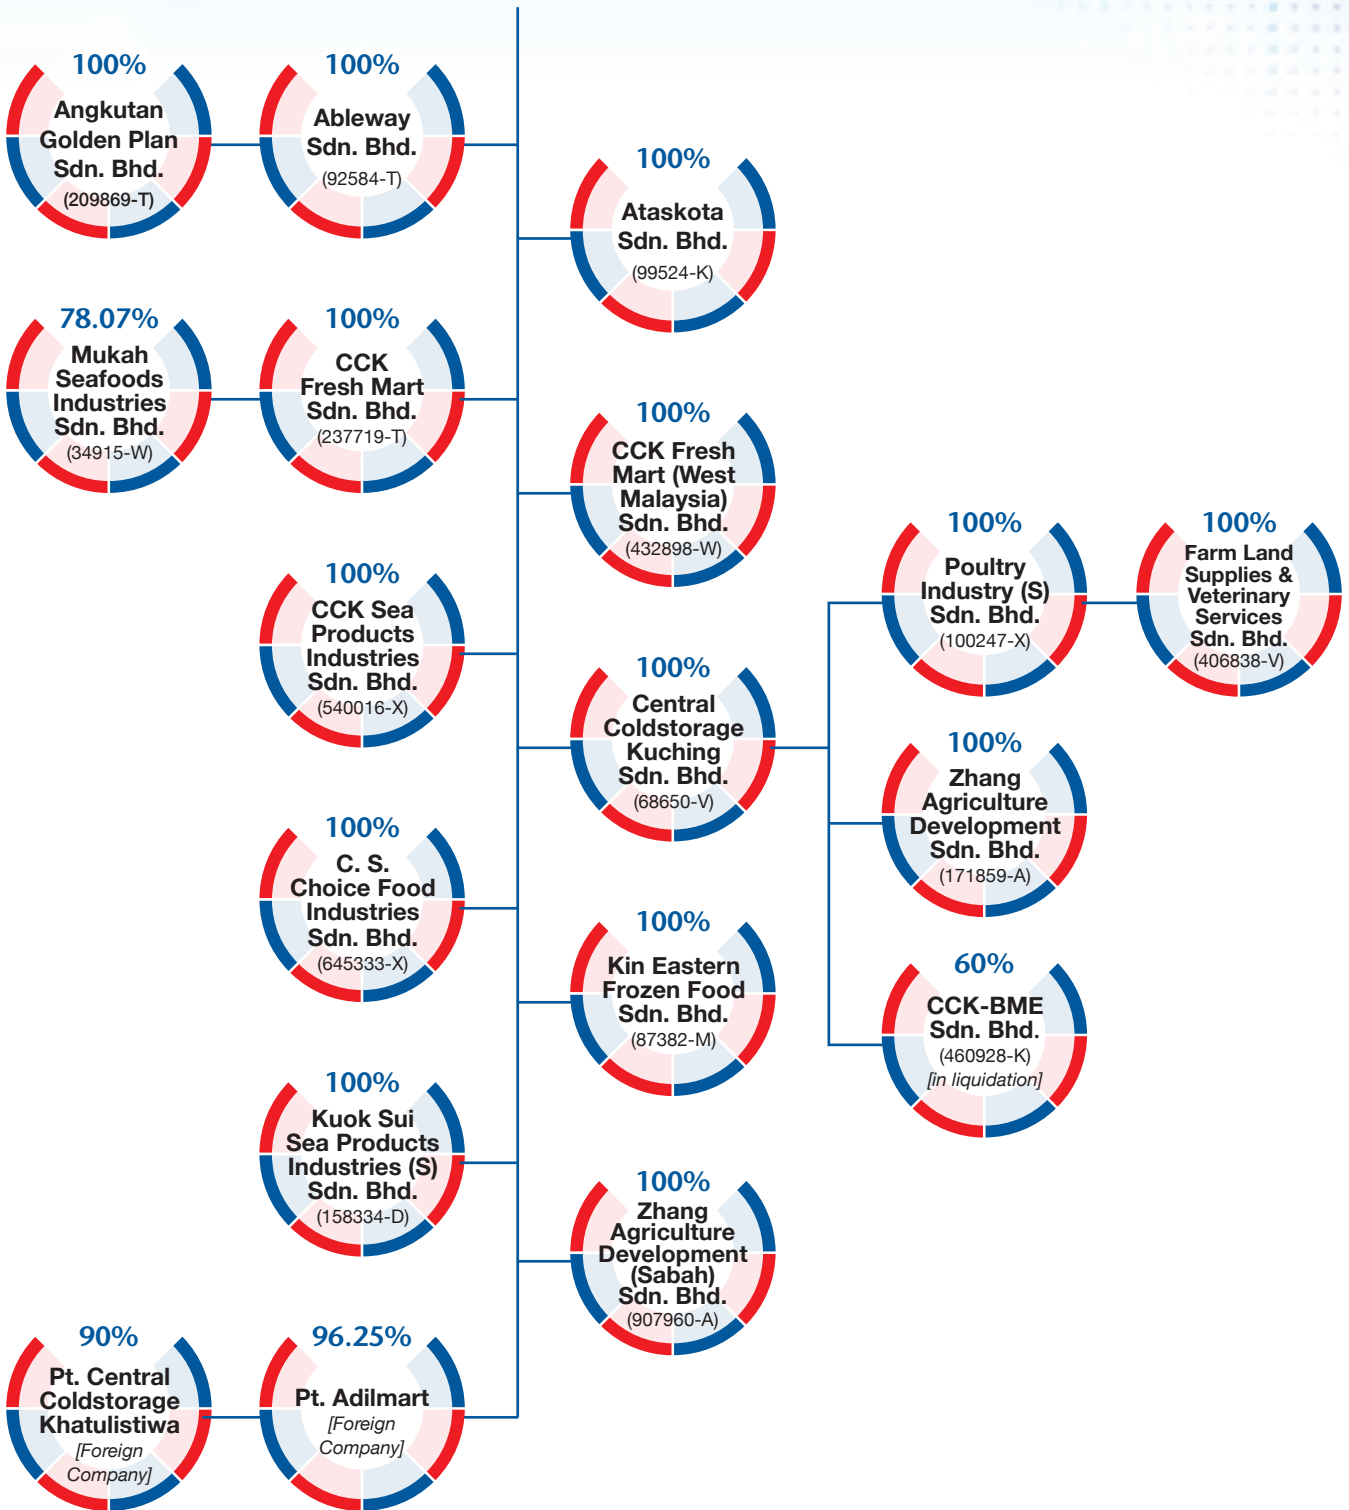 100%
Angkutan
Golden Plan
Sdn. Bhd.
(209869-T)
100%
Ableway
Sdn. Bhd.
(92584-T)
100%
Ataskota
Sdn. Bhd.
(99524-K)
78.07%
Mukah
Seafoods
Industries
Sdn. Bhd.
(34915-W)
100%
CCK
Fresh Mart
Sdn. Bhd.
(237719-T)
100%
CCK Fresh
Mart (West
Malaysia)
Sdn. Bhd.
(432898-W)
100%
CCK Sea
Products
Industries
Sdn. Bhd.
(540016-X)
100%
Central
Coldstorage
Kuching
Sdn. Bhd.
(68650-V)
100%
Poultry
Industry (S)
Sdn. Bhd.
(100247-X)
100%
Farm Land
Supplies &
Veterinary
Services
Sdn. Bhd.
(406838-V)
100%
Zhang
Agriculture
Development
Sdn. Bhd.
(171859-A)
60%
CCK-BME
Sdn. Bhd.
(460928-K)
[in liquidation]
100%
C. S.
Choice Food
Industries
Sdn. Bhd.
(645333-X)
100%
Kin Eastern
Frozen Food
Sdn. Bhd.
(87382-M)
100%
Kuok Sui
Sea Products
Industries (S)
Sdn. Bhd.
(158334-D)
100%
Zhang
Agriculture
Development
(Sabah)
Sdn. Bhd.
(907960-A)
90%
Pt. Central
Coldstorage
Khatulistiwa
[Foreign
Company]
96.25%
Pt. Adilmart
[Foreign
Company]